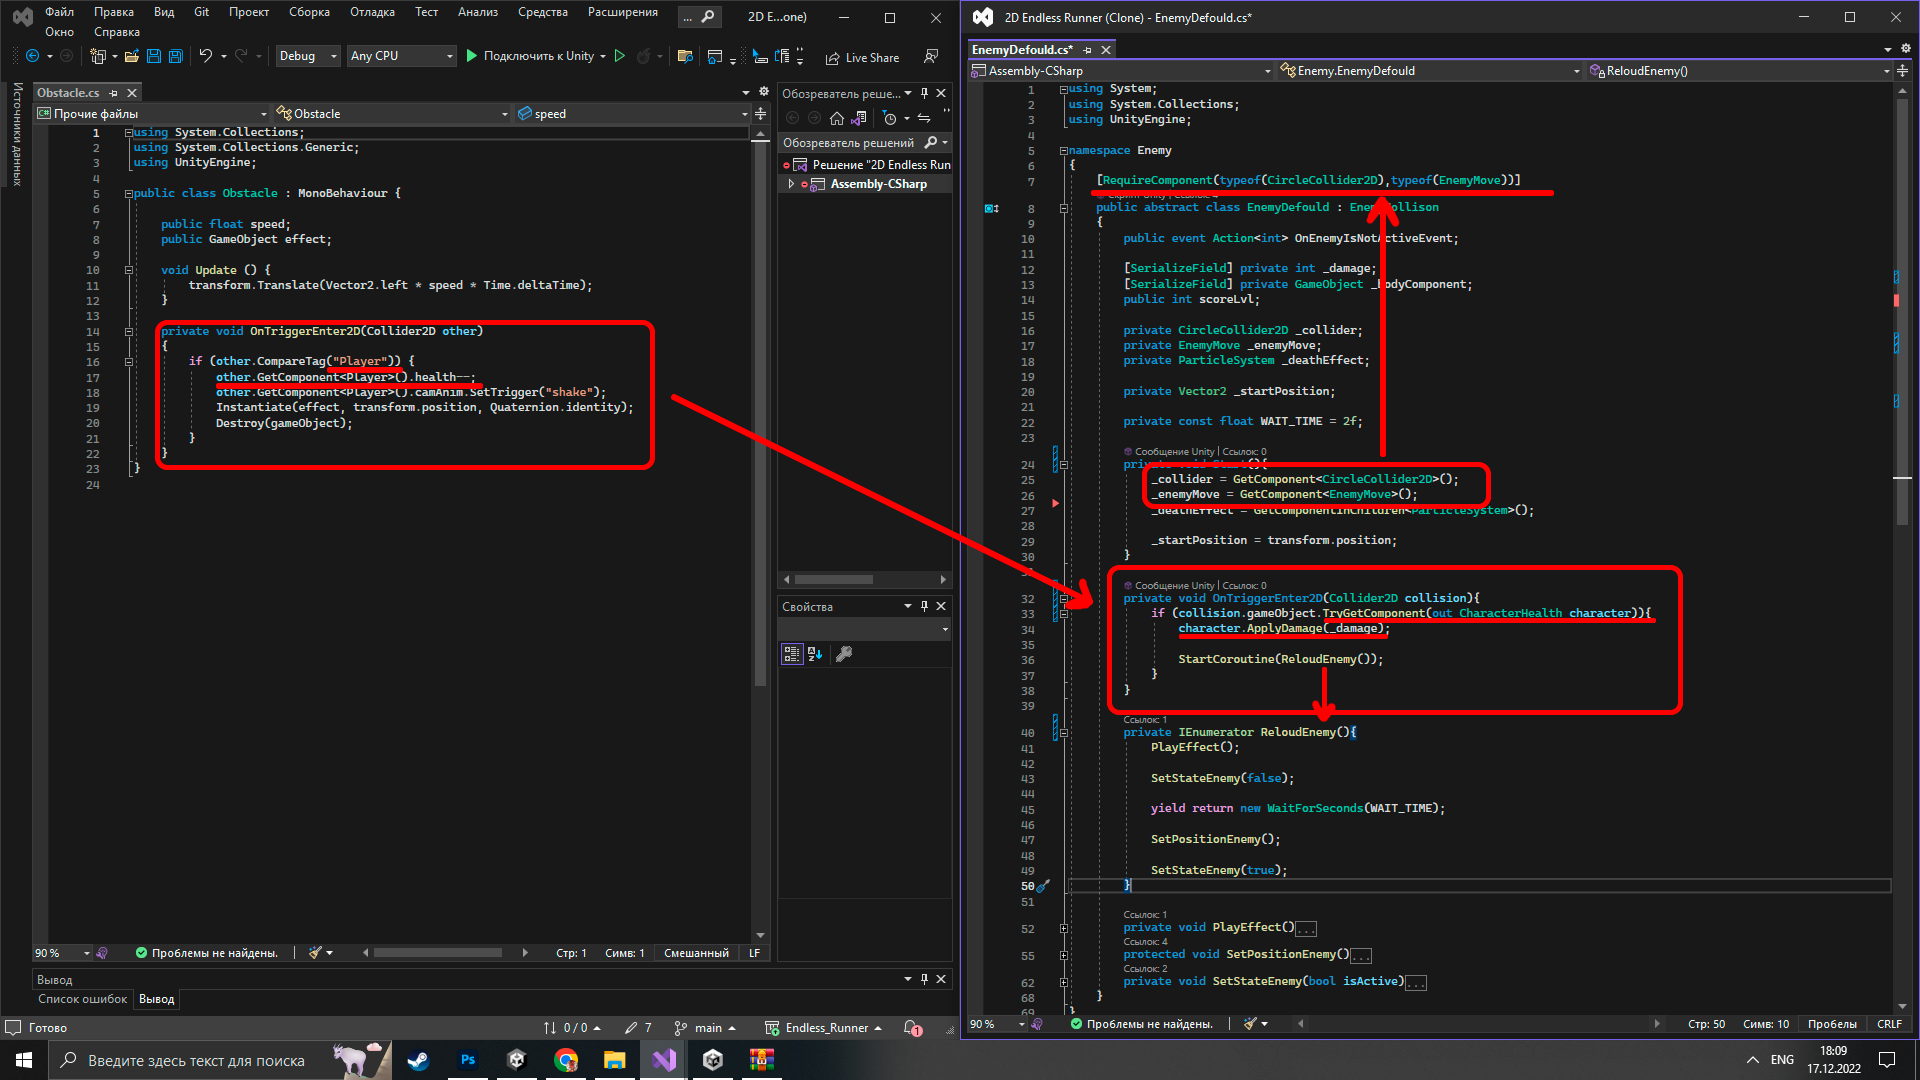 Файл Правка Вид Git Проект Сборка Отладка Тест Анализ Средства Расширения ... 2D E...one)
Окно Справка
Debug Any CPU Подключить к Unity Live Share
Источники данных
Obstacle.cs
Прочие файлы Obstacle speed
1 using System.Collections;
2 using System.Collections.Generic;
3 using UnityEngine;
4
5 public class Obstacle : MonoBehaviour {
6
7 public float speed;
8 public GameObject effect;
9
10 void Update () {
11 transform.Translate(Vector2.left * speed * Time.deltaTime);
12 }
13
14 private void OnTriggerEnter2D(Collider2D other)
15 {
16 if (other.CompareTag("Player")) {
17 other.GetComponent<Player>().health--;
18 other.GetComponent<Player>().camAnim.SetTrigger("shake");
19 Instantiate(effect, transform.position, Quaternion.identity);
20 Destroy(gameObject);
21 }
22 }
23 }
24
90 % Проблемы не найдены. Стр: 1 Симв: 1 Смешанный LF
Обозреватель реше...
Обозреватель решений
Решение "2D Endless Run
Assembly-CSharp
Свойства
Вывод
Список ошибок Вывод
Готово 0 / 0 7 main Endless_Runner 1
2D Endless Runner (Clone) - EnemyDefould.cs*
EnemyDefould.cs*
Assembly-CSharp Enemy.EnemyDefould ReloudEnemy()
1 using System;
2 using System.Collections;
3 using UnityEngine;
4
5 namespace Enemy
6 {
7 [RequireComponent(typeof(CircleCollider2D),typeof(EnemyMove))]
8 public abstract class EnemyDefould : EnemyCollison
9 {
10 public event Action<int> OnEnemyIsNotActiveEvent;
11
12 [SerializeField] private int _damage;
13 [SerializeField] private GameObject _bodyComponent;
14 public int scoreLvl;
15
16 private CircleCollider2D _collider;
17 private EnemyMove _enemyMove;
18 private ParticleSystem _deathEffect;
19
20 private Vector2 _startPosition;
21
22 private const float WAIT_TIME = 2f;
23
Сообщение Unity | Ссылок: 0
24 private void Start(){
25 _collider = GetComponent<CircleCollider2D>();
26 _enemyMove = GetComponent<EnemyMove>();
27 _deathEffect = GetComponentInChildren<ParticleSystem>();
28
29 _startPosition = transform.position;
30 }
31
Сообщение Unity | Ссылок: 0
32 private void OnTriggerEnter2D(Collider2D collision){
33 if (collision.gameObject.TryGetComponent(out CharacterHealth character)){
34 character.ApplyDamage(_damage);
35
36 StartCoroutine(ReloudEnemy());
37 }
38 }
39
Ссылок: 1
40 private IEnumerator ReloudEnemy(){
41 PlayEffect();
42
43 SetStateEnemy(false);
44
45 yield return new WaitForSeconds(WAIT_TIME);
46
47 SetPositionEnemy();
48
49 SetStateEnemy(true);
50 }
51
Ссылок: 1
52 private void PlayEffect()...
Ссылок: 4
55 protected void SetPositionEnemy()...
Ссылок: 2
62 private void SetStateEnemy(bool isActive)...
68 }
69 }
90 % Проблемы не найдены. Стр: 50 Симв: 10 Пробелы CRLF
Введите здесь текст для поиска
Ps
ENG
18:09
17.12.2022